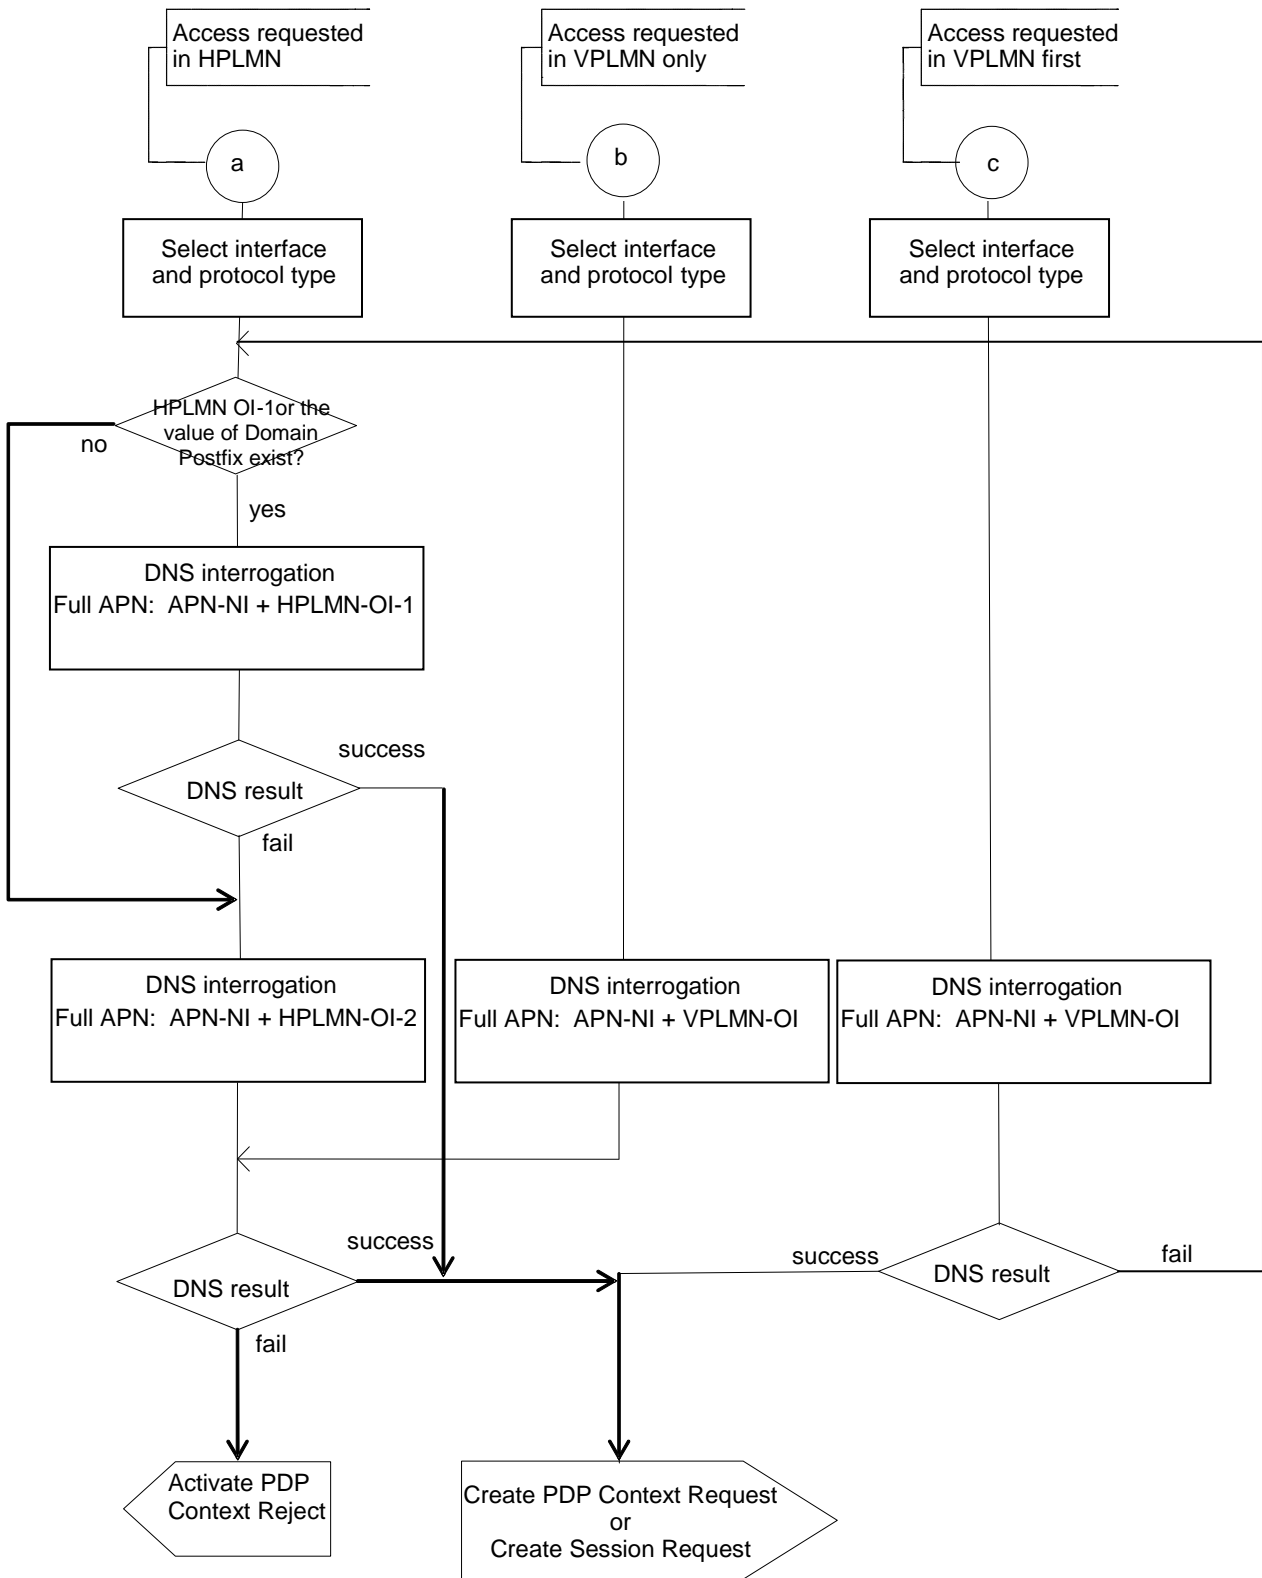 Access requested
in HPLMN
Access requested
in VPLMN only
Access requested
in VPLMN first
a
b
c
Select interface
and protocol type
Select interface
and protocol type
Select interface
and protocol type
HPLMN OI-1or the
value of Domain
Postfix exist?
no
yes
DNS interrogation
Full APN: APN-NI + HPLMN-OI-1
DNS result
success
fail
DNS interrogation
Full APN: APN-NI + HPLMN-OI-2
DNS interrogation
Full APN: APN-NI + VPLMN-OI
DNS interrogation
Full APN: APN-NI + VPLMN-OI
DNS result
success
fail
success
DNS result
fail
Activate PDP
Context Reject
Create PDP Context Request
or
Create Session Request